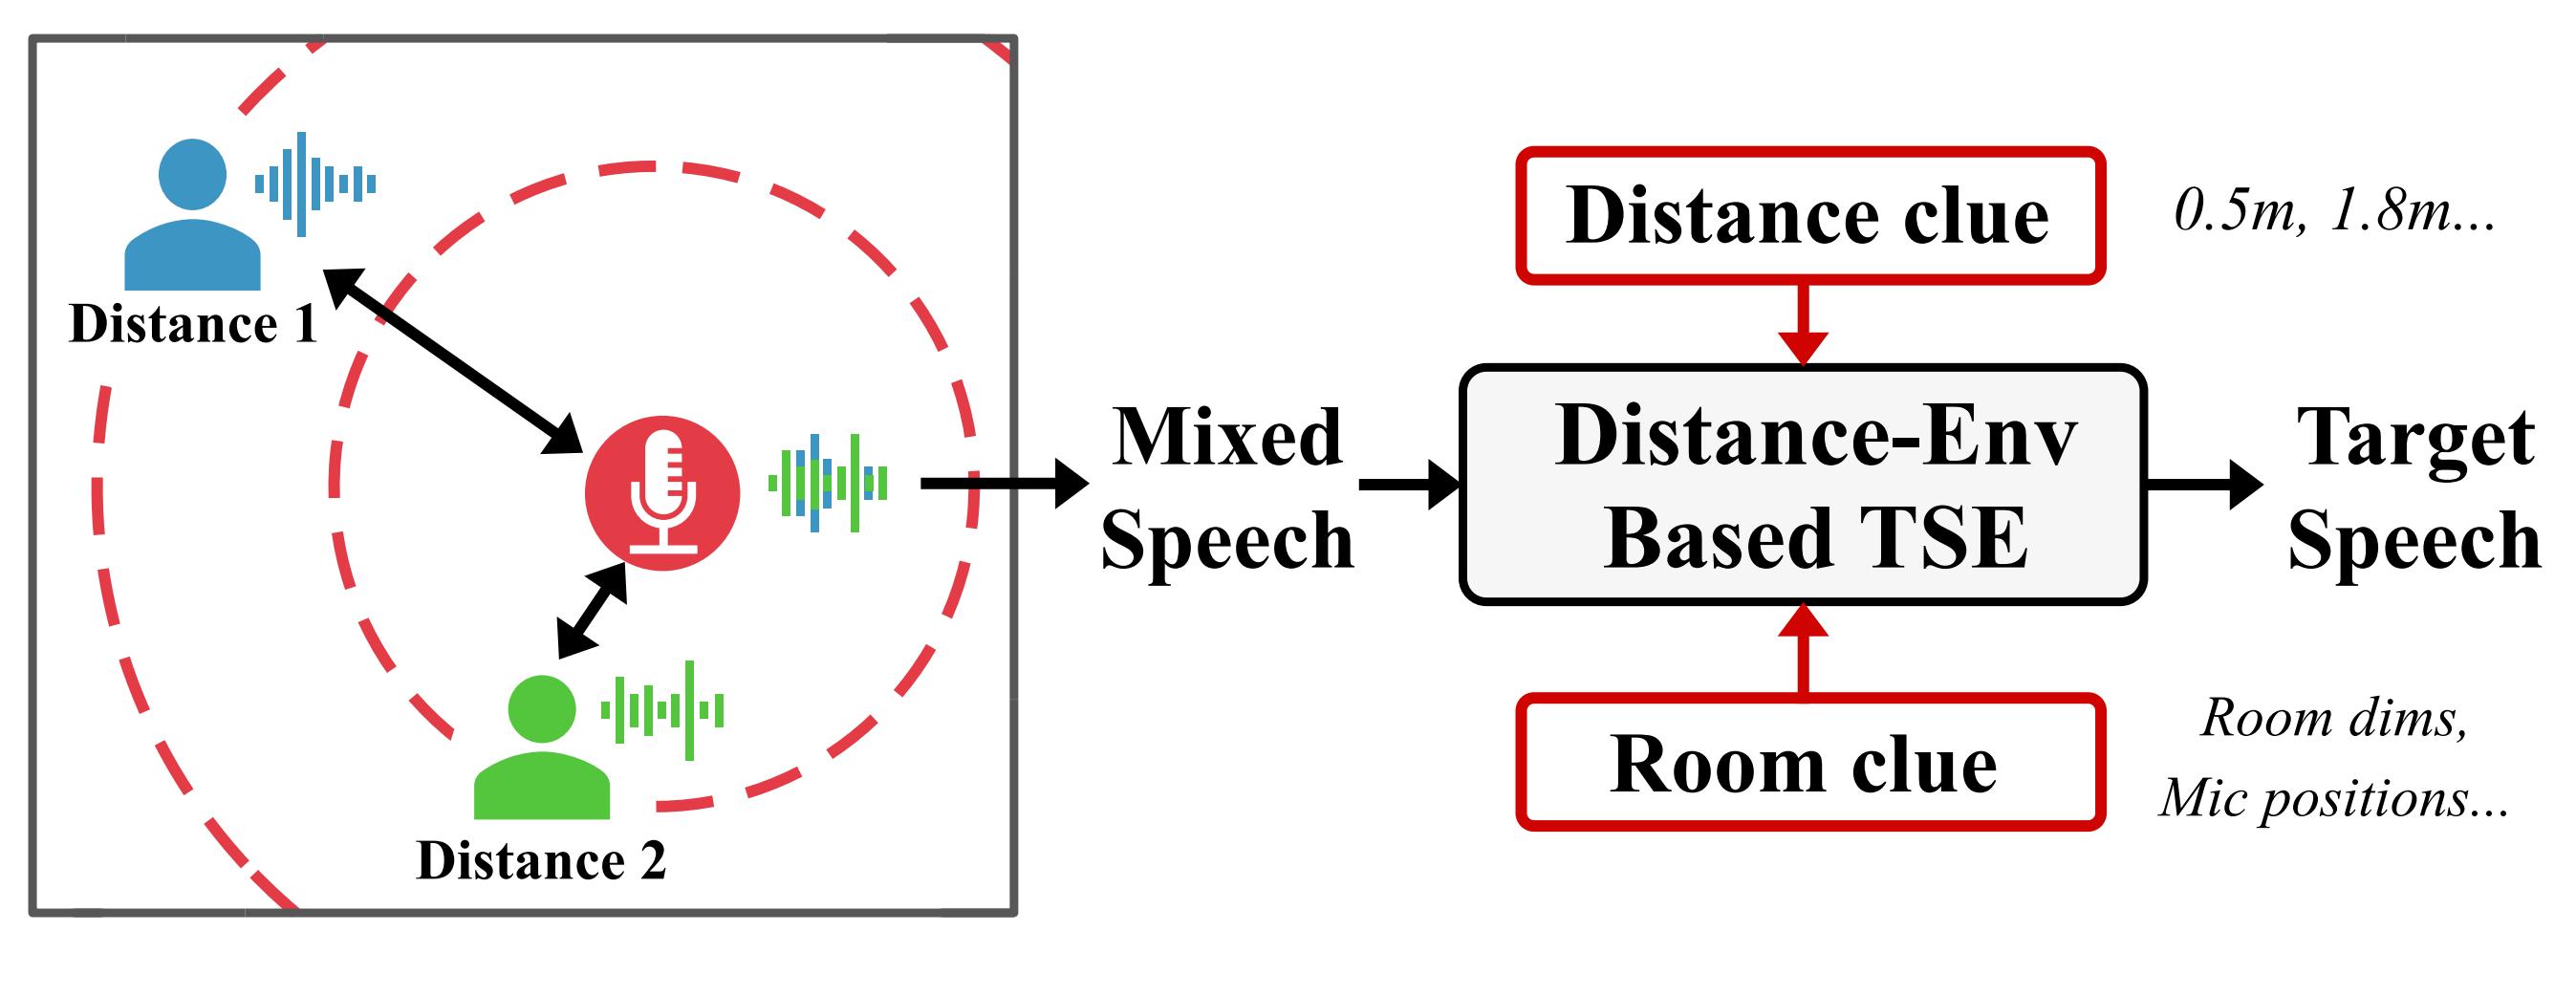 Distance 1
Distance 2
Mixed
Speech
Distance clue
0.5m, 1.8m...
Distance-Env
Based TSE
Room clue
Room dims,
Mic positions...
Target
Speech